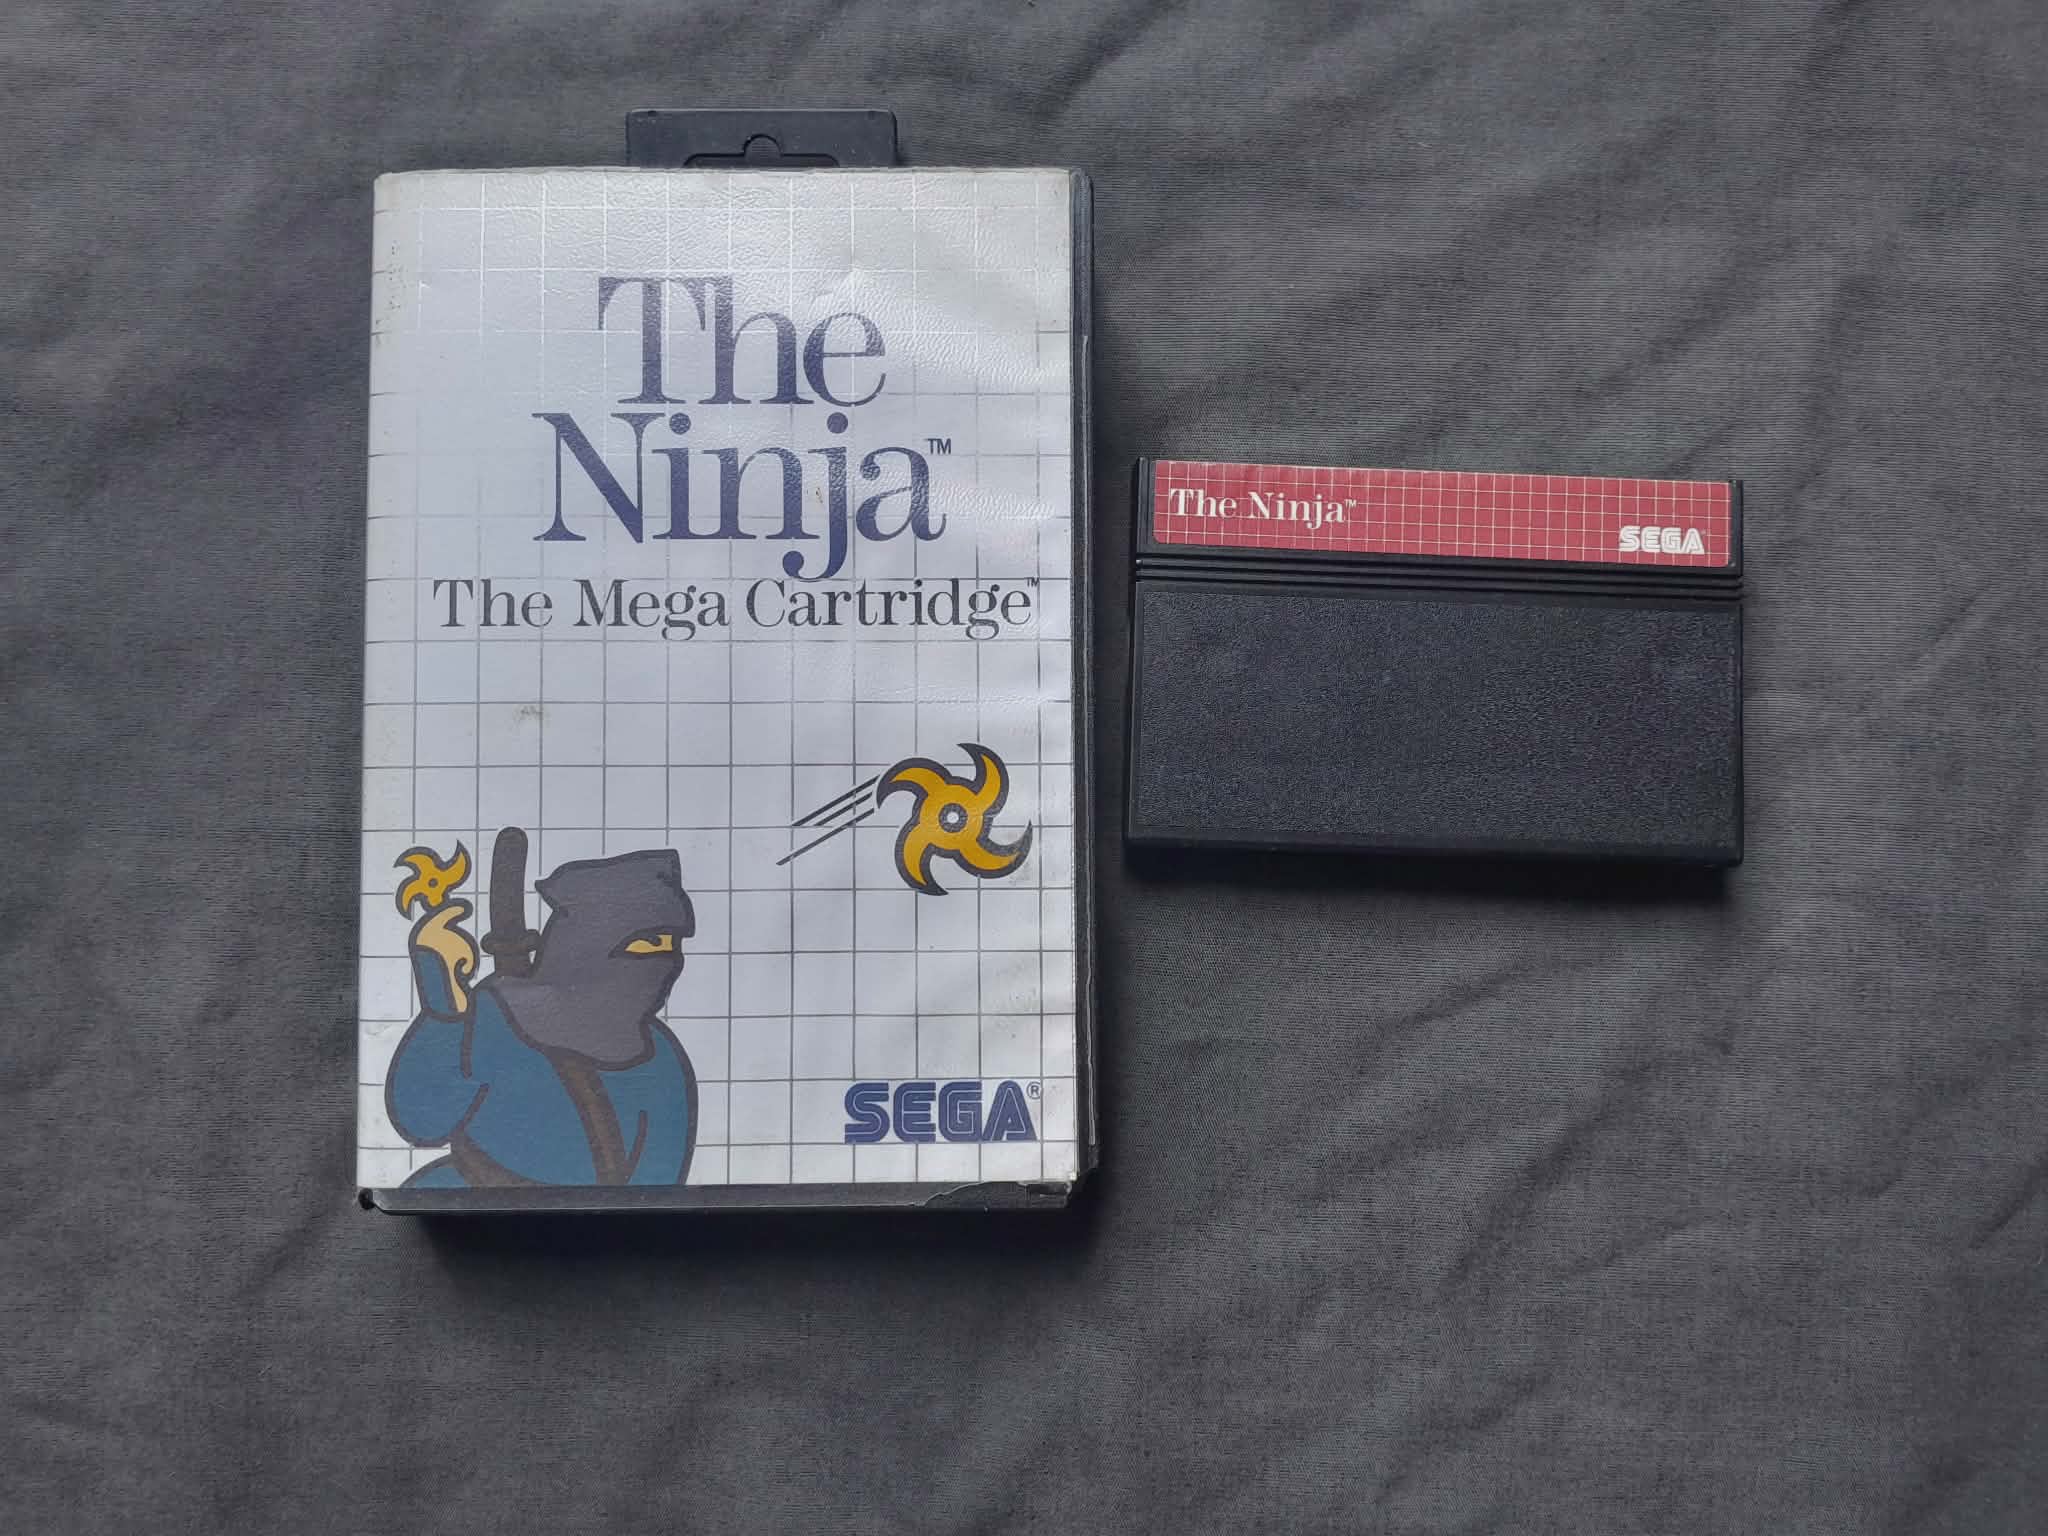 The
Ninja™
The Mega Cartridge™
SEGA®
The Ninja™
SEGA